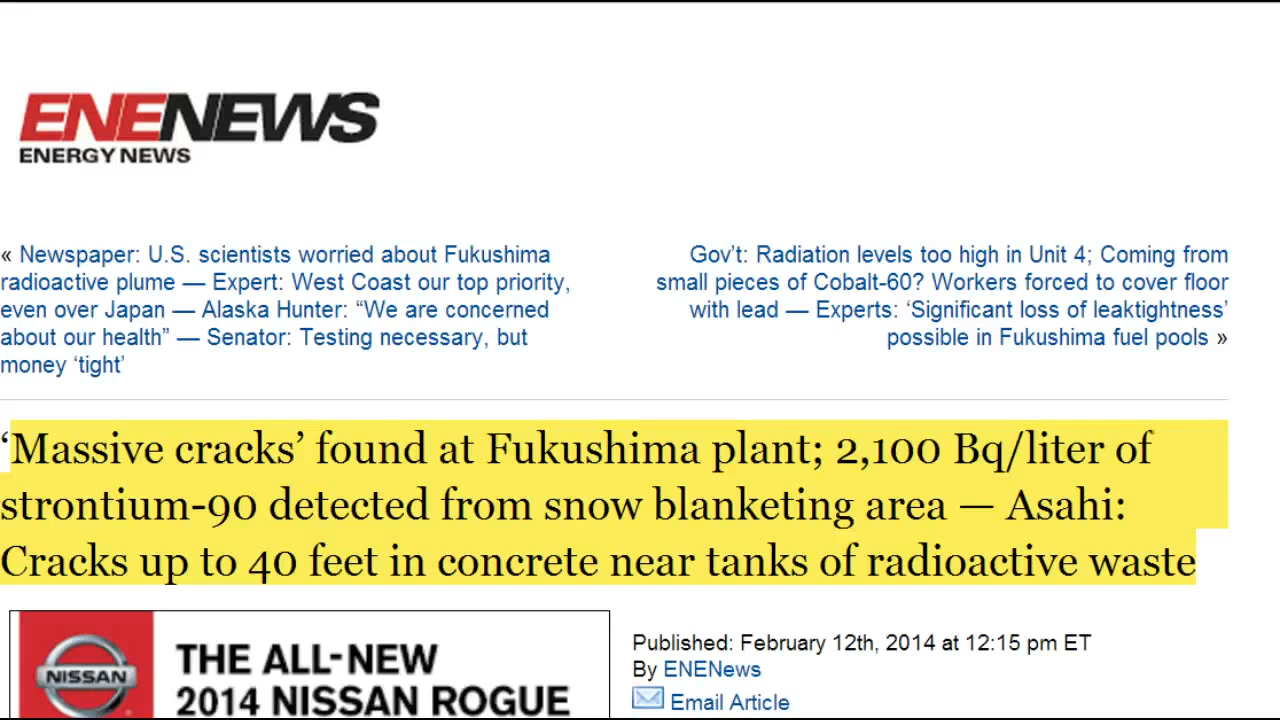 ENENEWS
ENERGY NEWS
« Newspaper: U.S. scientists worried about Fukushima
radioactive plume — Expert: West Coast our top priority,
even over Japan — Alaska Hunter: “We are concerned
about our health” — Senator: Testing necessary, but
money ‘tight’
Gov’t: Radiation levels too high in Unit 4; Coming from
small pieces of Cobalt-60? Workers forced to cover floor
with lead — Experts: ‘Significant loss of leaktightness’
possible in Fukushima fuel pools »
‘Massive cracks’ found at Fukushima plant; 2,100 Bq/liter of
strontium-90 detected from snow blanketing area — Asahi:
Cracks up to 40 feet in concrete near tanks of radioactive waste
NISSAN
THE ALL-NEW
2014 NISSAN ROGUE
Published: February 12th, 2014 at 12:15 pm ET
By ENENews
Email Article